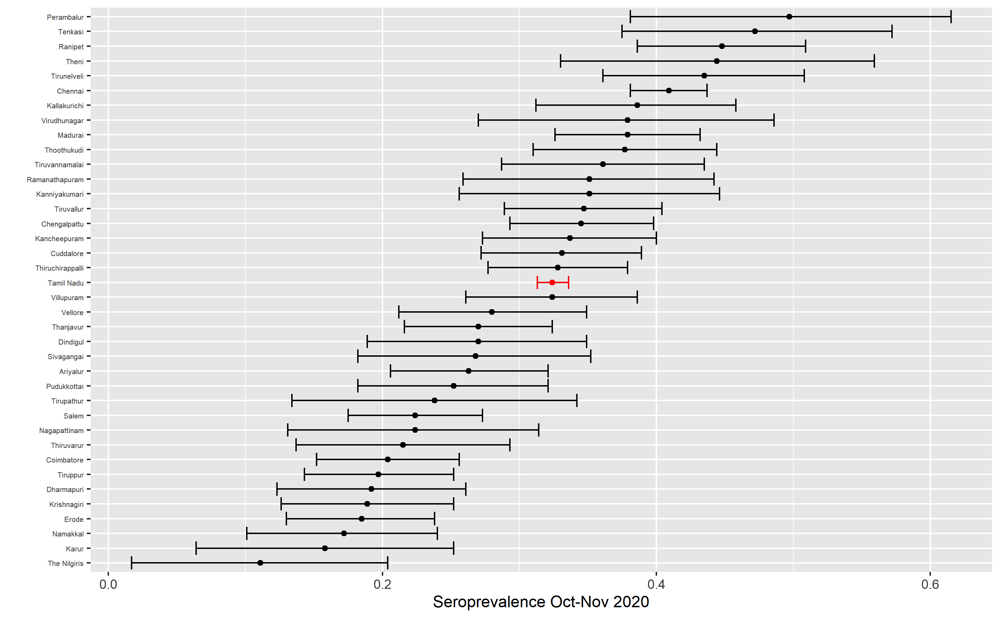 Perambalur
Tenkasi
Ranipet
Theni
Tirunelveli
Chennai
Kallakurichi
Virudhunagar
Madurai
Thoothukudi
Tiruvannamalai
Ramanathapuram
Kanniyakumari
Tiruvallur
Chengalpattu
Kancheepuram
Cuddalore
Thiruchirappalli
Tamil Nadu
Villupuram
Vellore
Thanjavur
Dindigul
Sivagangai
Ariyalur
Pudukkottai
Tirupathur
Salem
Nagapattinam
Thiruvarur
Coimbatore
Tiruppur
Dharmapuri
Krishnagiri
Erode
Namakkal
Karur
The Nilgiris
0.0 0.2 0.4 0.6
Seroprevalence Oct-Nov 2020